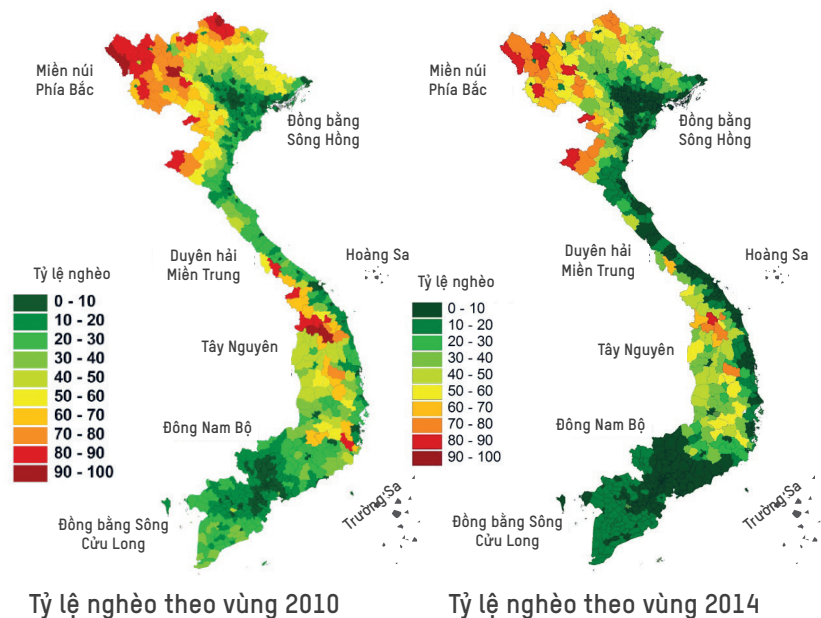 Miền núi
Phía Bắc
Đồng bằng
Sông Hồng
Duyên hải
Miền Trung
Hoàng Sa
Tỷ lệ nghèo
0 - 10
10 - 20
20 - 30
30 - 40
40 - 50
50 - 60
60 - 70
70 - 80
80 - 90
90 - 100
Tây Nguyên
Đông Nam Bộ
Trường Sa
Đồng bằng Sông
Cửu Long
Tỷ lệ nghèo theo vùng 2010
Miền núi
Phía Bắc
Đồng bằng
Sông Hồng
Duyên hải
Miền Trung
Hoàng Sa
Tỷ lệ nghèo
0 - 10
10 - 20
20 - 30
30 - 40
40 - 50
50 - 60
60 - 70
70 - 80
80 - 90
90 - 100
Tây Nguyên
Đông Nam Bộ
Trường Sa
Đồng bằng Sông
Cửu Long
Tỷ lệ nghèo theo vùng 2014